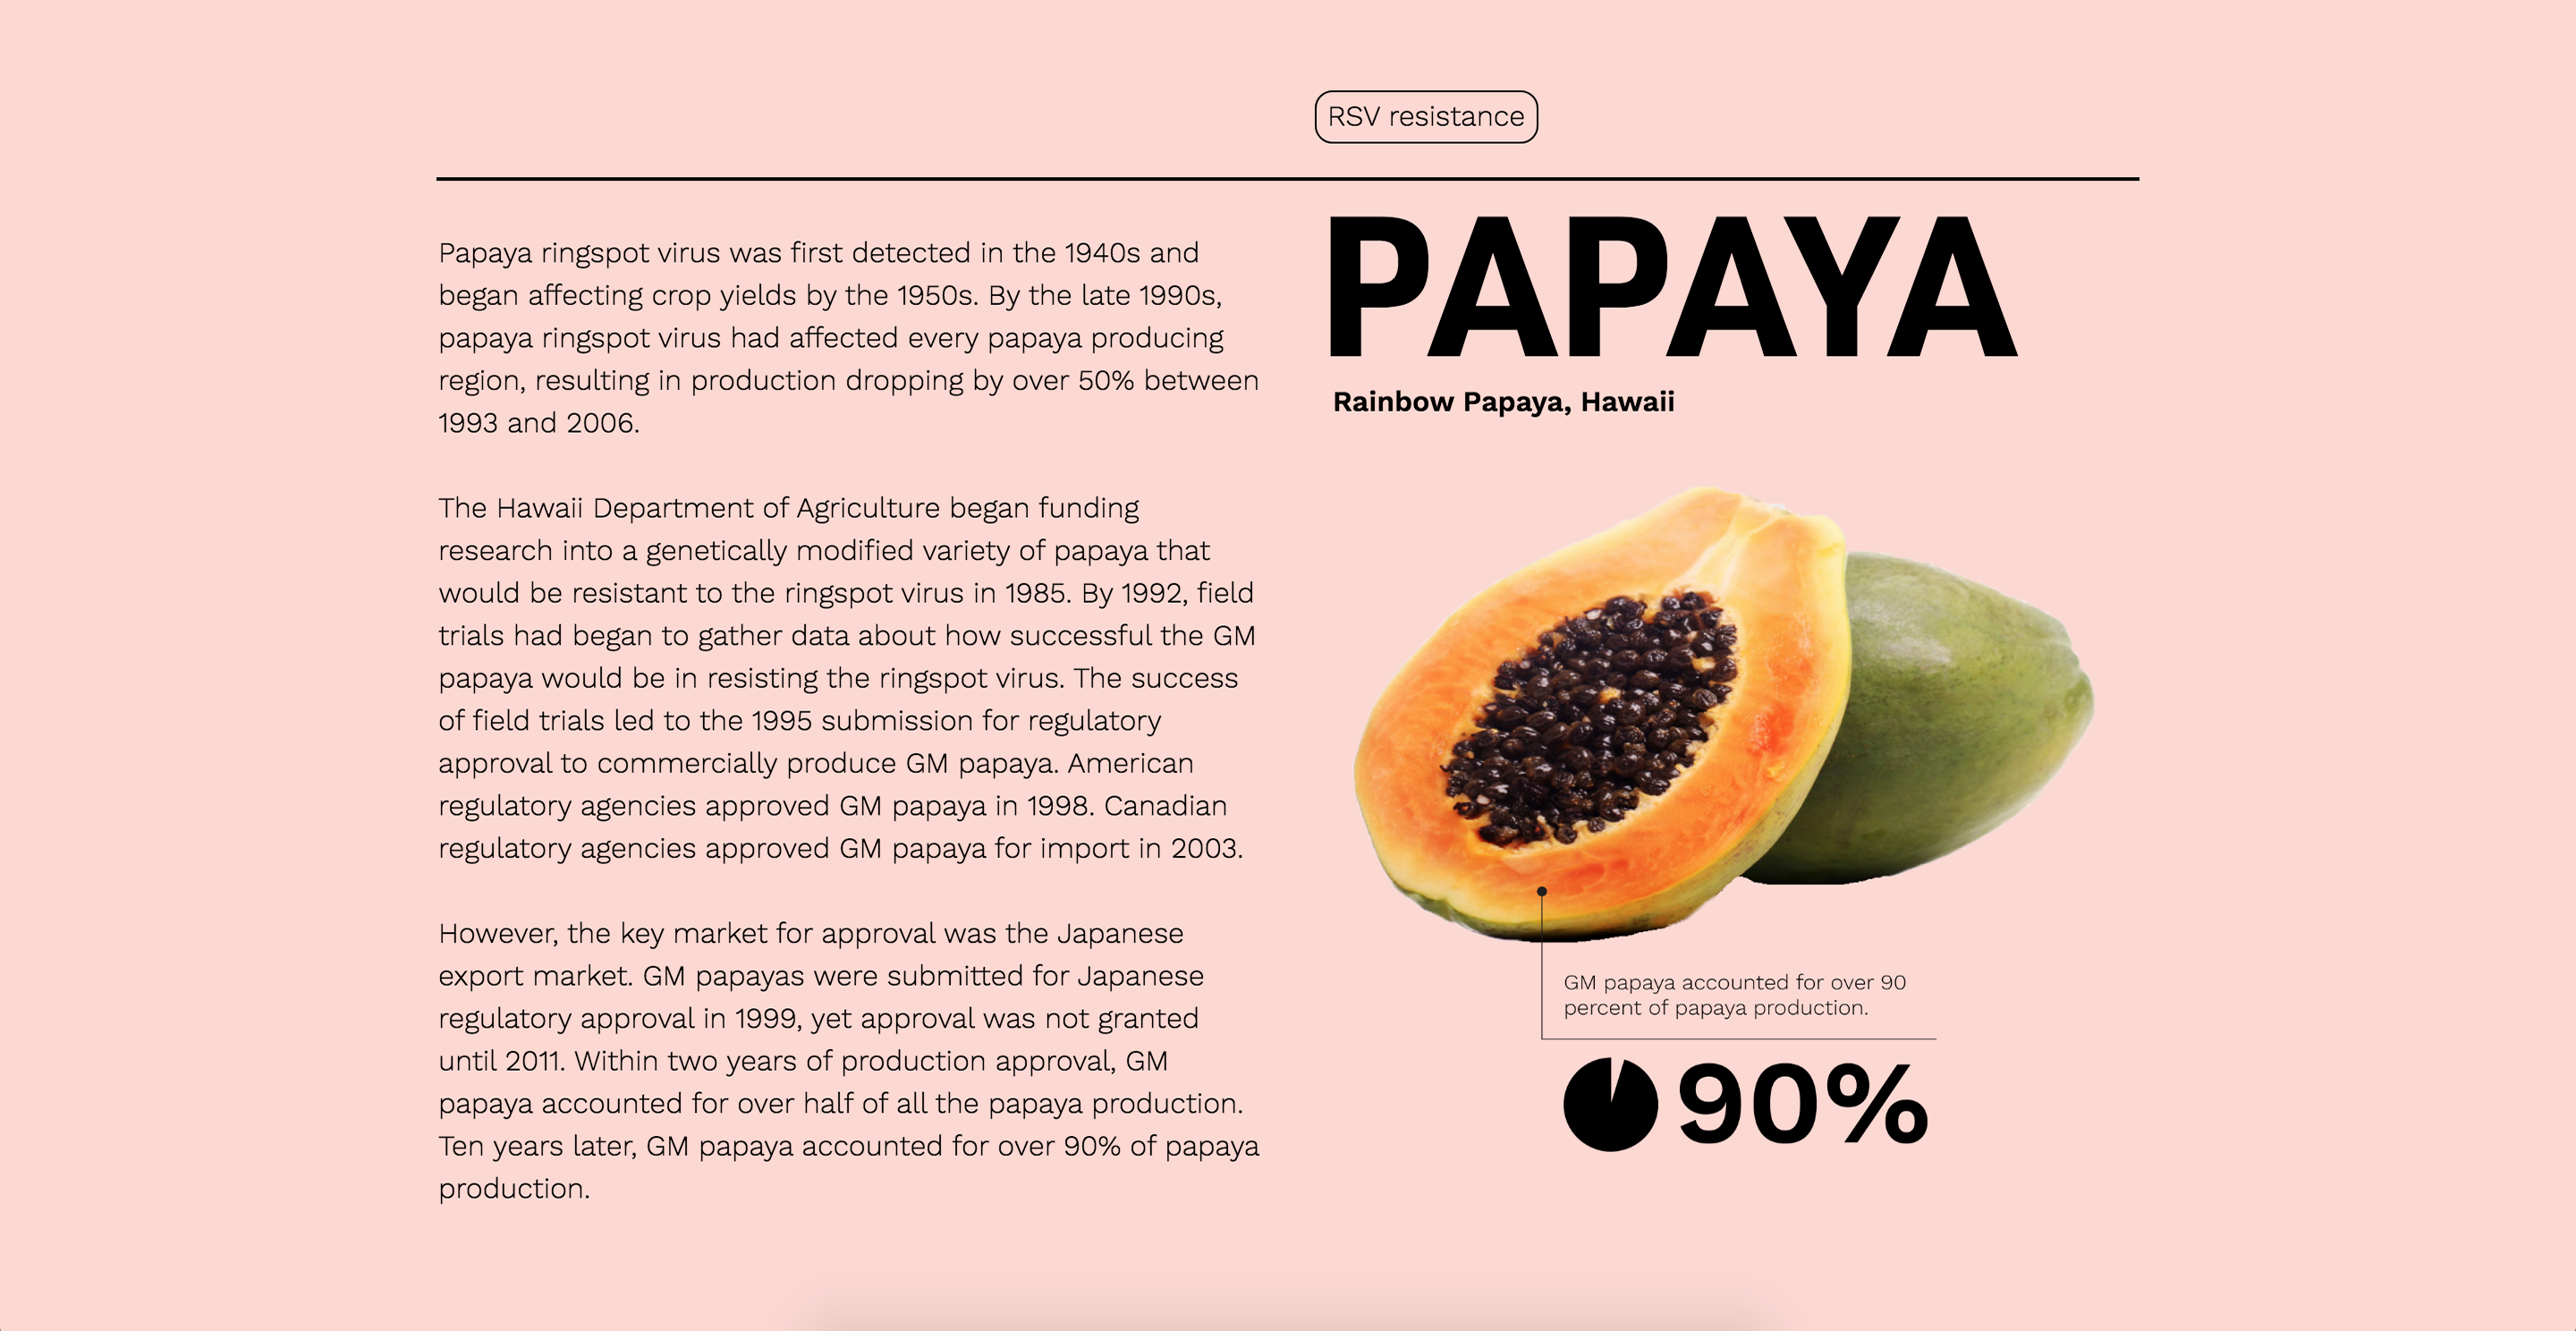 RSV resistance
PAPAYA
Rainbow Papaya, Hawaii
Papaya ringspot virus was first detected in the 1940s and
began affecting crop yields by the 1950s. By the late 1990s,
papaya ringspot virus had affected every papaya producing
region, resulting in production dropping by over 50% between
1993 and 2006.
The Hawaii Department of Agriculture began funding
research into a genetically modified variety of papaya that
would be resistant to the ringspot virus in 1985. By 1992, field
trials had began to gather data about how successful the GM
papaya would be in resisting the ringspot virus. The success
of field trials led to the 1995 submission for regulatory
approval to commercially produce GM papaya. American
regulatory agencies approved GM papaya in 1998. Canadian
regulatory agencies approved GM papaya for import in 2003.
However, the key market for approval was the Japanese
export market. GM papayas were submitted for Japanese
regulatory approval in 1999, yet approval was not granted
until 2011. Within two years of production approval, GM
papaya accounted for over half of all the papaya production.
Ten years later, GM papaya accounted for over 90% of papaya
production.
GM papaya accounted for over 90
percent of papaya production.
90%